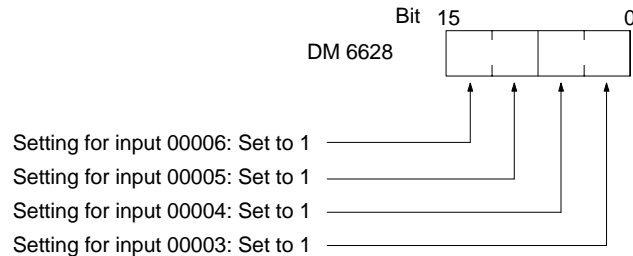 Bit 15 0
DM 6628
Setting for input 00006: Set to 1
Setting for input 00005: Set to 1
Setting for input 00004: Set to 1
Setting for input 00003: Set to 1